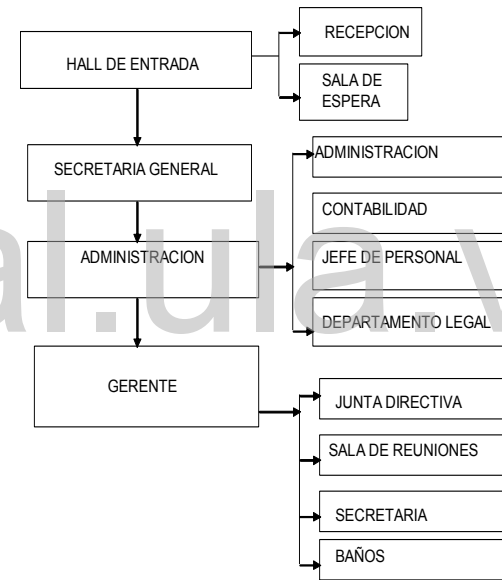 HALL DE ENTRADA
RECEPCION
SALA DE
ESPERA
SECRETARIA GENERAL
ADMINISTRACION
ADMINISTRACION
CONTABILIDAD
JEFE DE PERSONAL
DEPARTAMENTO LEGAL
GERENTE
JUNTA DIRECTIVA
SALA DE REUNIONES
SECRETARIA
BAÑOS
al.ula.v